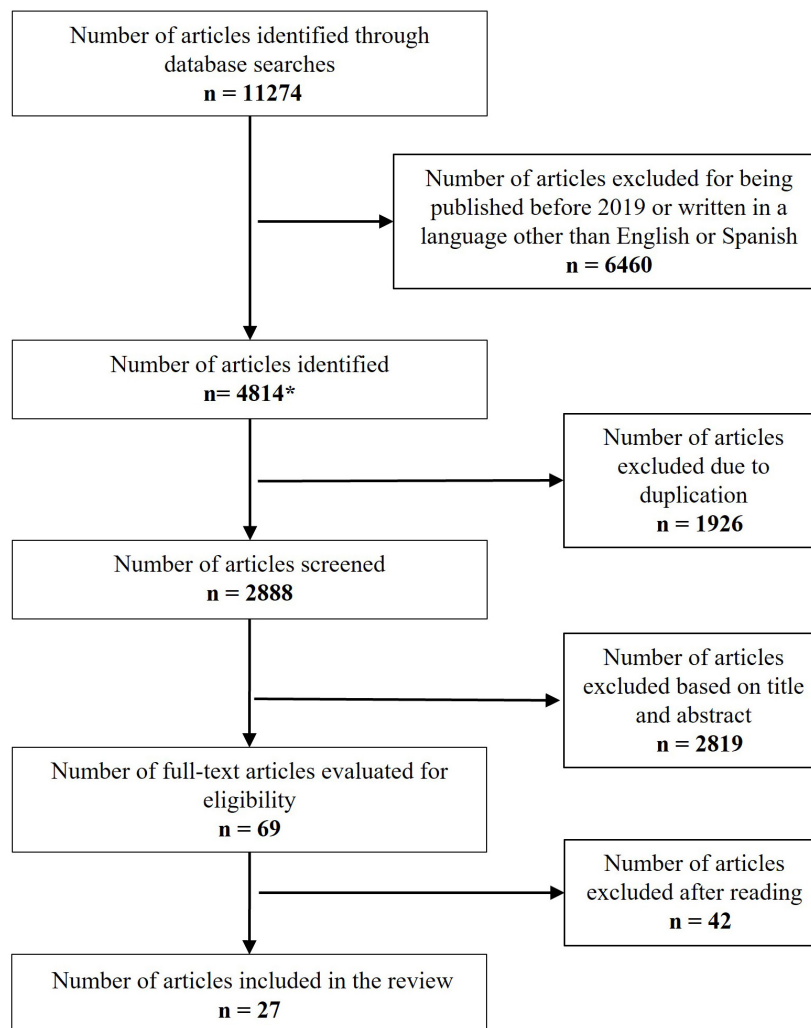 Number of articles identified through
database searches
n = 11274
Number of articles excluded for being
published before 2019 or written in a
language other than English or Spanish
n = 6460
Number of articles identified
n= 4814*
Number of articles
excluded due to
duplication
n = 1926
Number of articles screened
n = 2888
Number of articles
excluded based on title
and abstract
n = 2819
Number of full-text articles evaluated for
eligibility
n = 69
Number of articles
excluded after reading
n = 42
Number of articles included in the review
n = 27